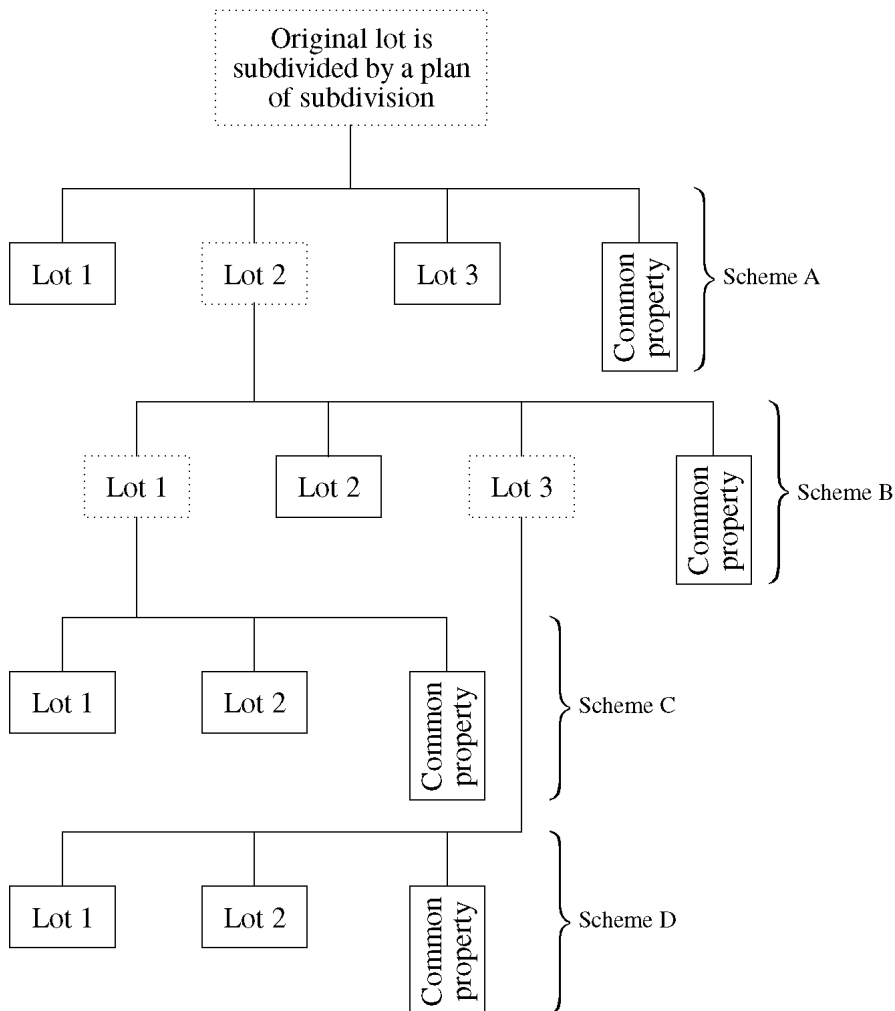 Original lot is
subdivided by a plan
of subdivision
Lot 1
Lot 2
Lot 3
Common
property
Scheme A
Lot 1
Lot 2
Lot 3
Common
property
Scheme B
Lot 1
Lot 2
Common
property
Scheme C
Lot 1
Lot 2
Common
property
Scheme D